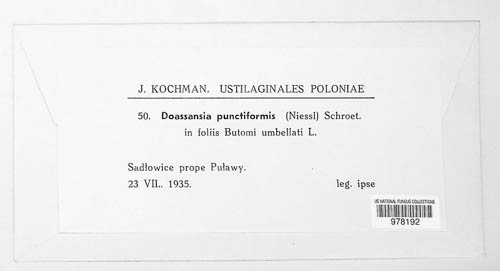 J. KOCHMAN. USTILAGINALES POLONIAE
50. Doassansia punctiformis (Niessl) Schroet.
in foliis Butomi umbellati L.
Sadłowice prope Puławy.
23 VII. 1935. leg. ipse
US NATIONAL FUNGUS COLLECTIONS
978192